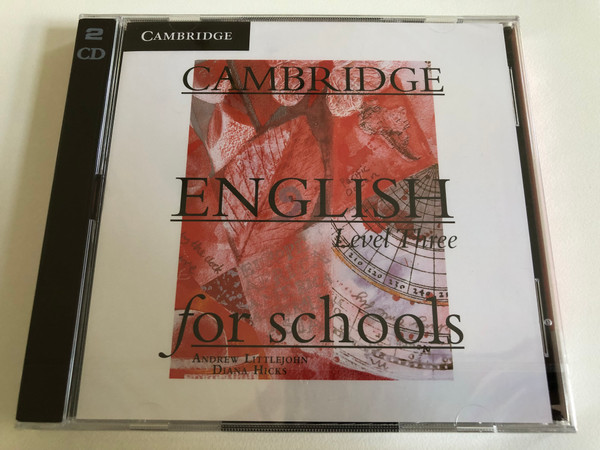 2
CD
CAMBRIDGE
CAMBRIDGE
ENGLISH
Level Three
for schools
ANDREW LITTLEJOHN
DIANA HICKS